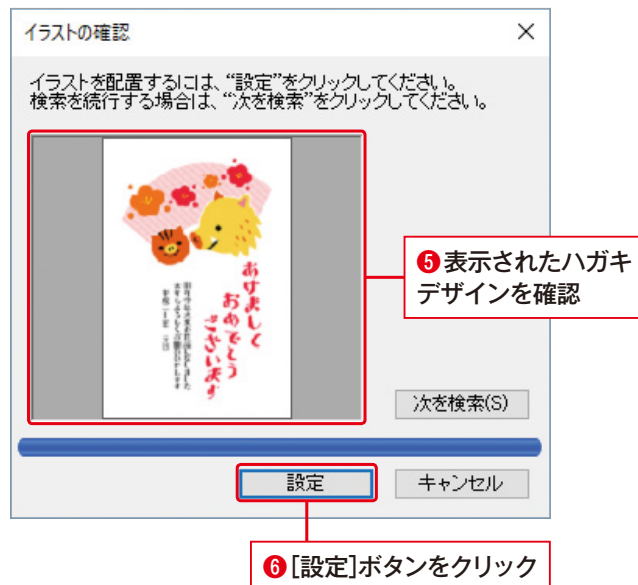 イラストの確認
イラストを配置するには、“設定”をクリックしてください。
検索を続行する場合は、“次を検索”をクリックしてください。
あけまして
おめでとう
ございます
❺表示されたハガキ
デザインを確認
次を検索(S)
設定
キャンセル
❻[設定]ボタンをクリック